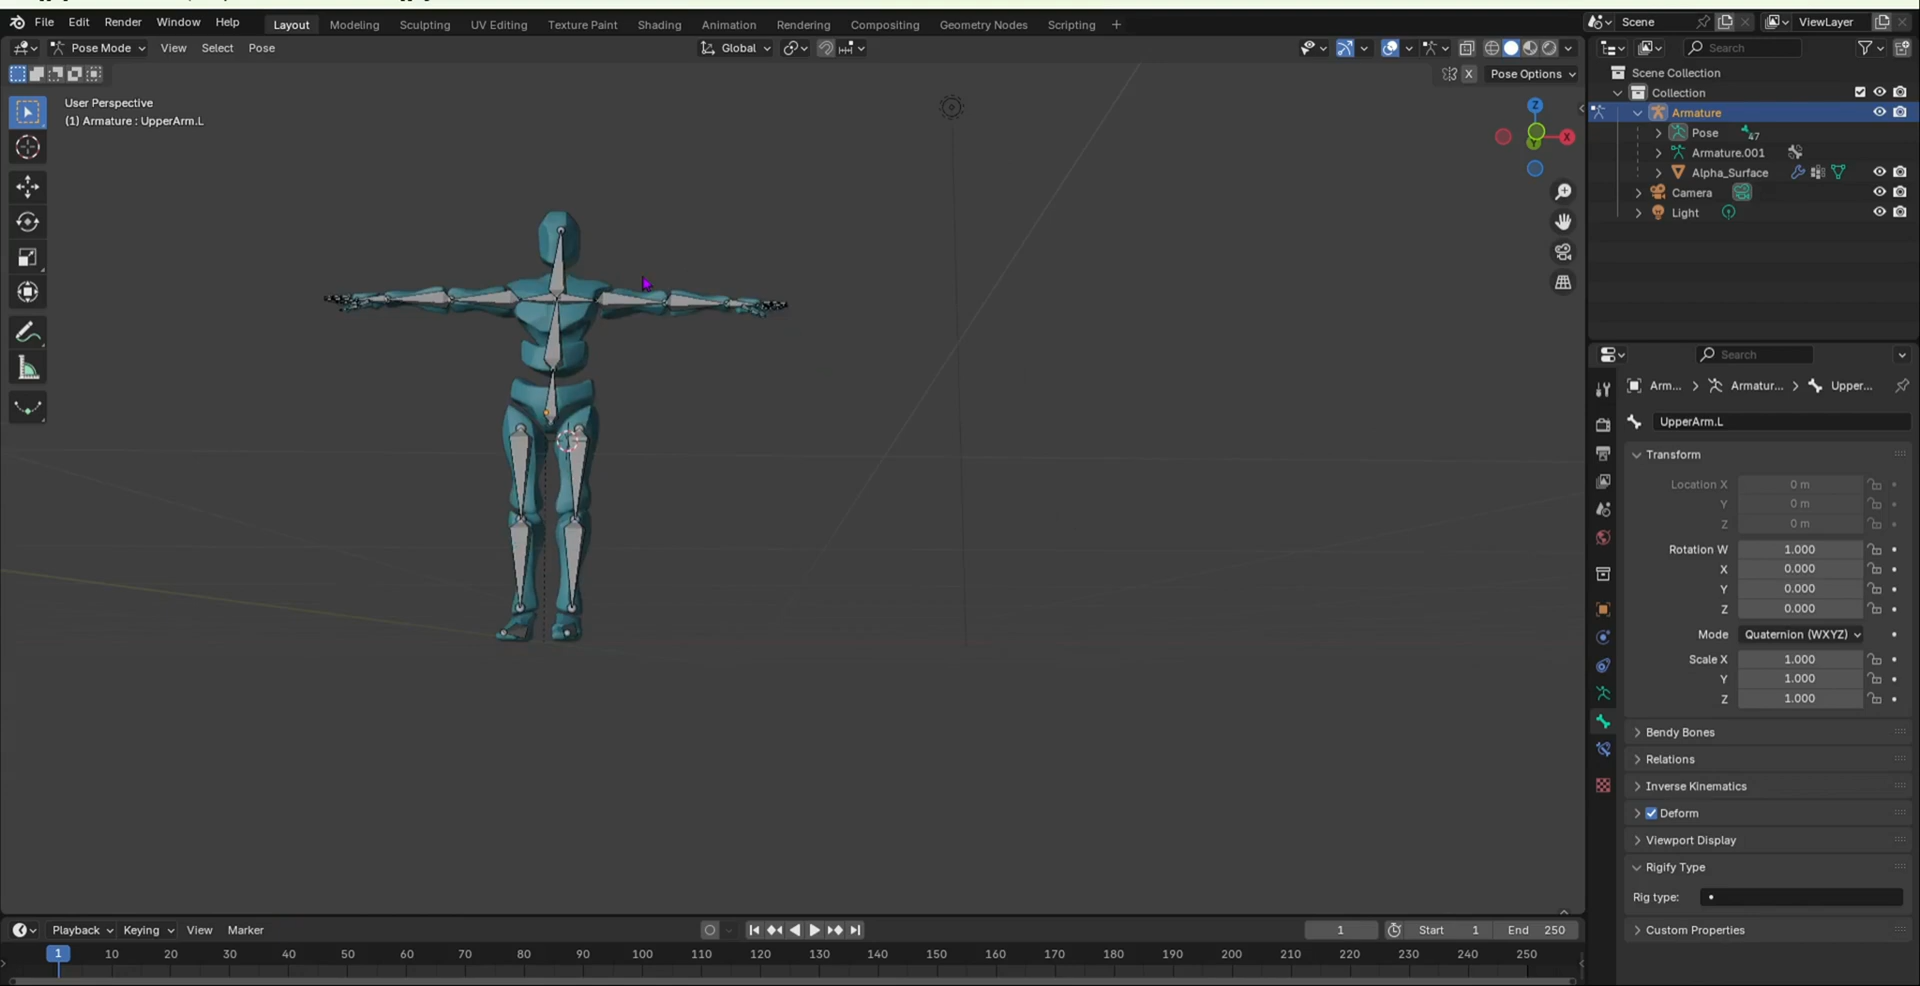 File Edit Render Window Help Layout Modeling Sculpting UV Editing Texture Paint Shading Animation Rendering Compositing Geometry Nodes Scripting + Scene ViewLayer
Pose Mode View Select Pose Global Search
X Pose Options
Scene Collection
Collection
Armature
Pose 47
Armature.001
Alpha_Surface
Camera
Light
User Perspective
(1) Armature : UpperArm.L
Z
X
Y
Search
Arm... > Armatur... > Upper...
UpperArm.L
Transform
Location X 0 m
Y 0 m
Z 0 m
Rotation W 1.000
X 0.000
Y 0.000
Z 0.000
Mode Quaternion (WXYZ)
Scale X 1.000
Y 1.000
Z 1.000
Bendy Bones
Relations
Inverse Kinematics
Deform
Viewport Display
Rigify Type
Rig type:
Custom Properties
Playback Keying View Marker 1 Start 1 End 250
1 10 20 30 40 50 60 70 80 90 100 110 120 130 140 150 160 170 180 190 200 210 220 230 240 250